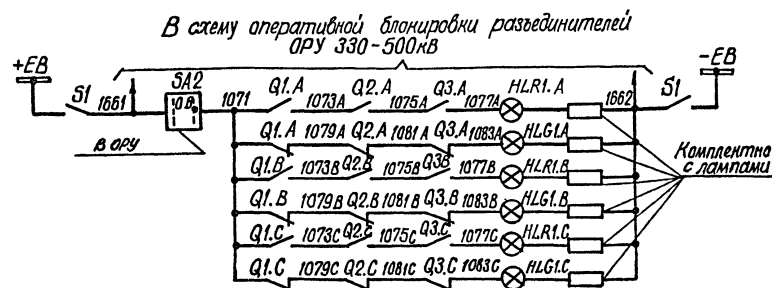 В схему оперативной блокировки разъединителей
ОРУ 330-500кВ
+ЕВ
-ЕВ
S1 1661 SA2 О В 1071 Q1.A 1073A Q2.A 1075A Q3.A 1077A HLR1.A 1662 S1
В ОРУ
Q1.A 1079A Q2.A 1081A Q3.A 1083A HLG1.A
Комплектно
с лампами
Q1.B 1073B Q2.B 1075B Q3B 1077B HLR1.B
Q1.B 1079B Q2.B 1081B Q3.B 1083B HLG1.B
Q1.C 1073C Q2.C 1075C Q3.C 1077C HLR1.C
Q1.C 1079C Q2.C 1081C Q3.C 1083C HLG1.C